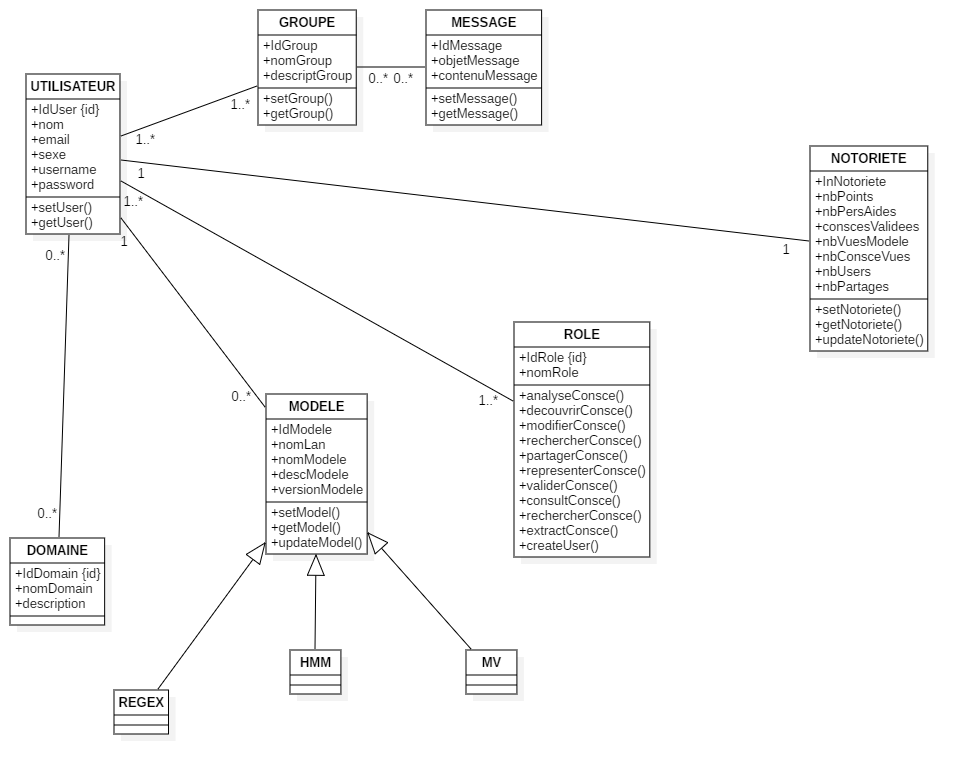 GROUPE
+IdGroup
+nomGroup
+descriptGroup
+setGroup()
+getGroup()
MESSAGE
+IdMessage
+objetMessage
+contenuMessage
+setMessage()
+getMessage()
0..* 0..*
UTILISATEUR
+IdUser {id}
+nom
+email
+sexe
+username
+password
+setUser()
+getUser()
1..*
1..*
1
1..*
1
0..*
NOTORIETE
+InNotoriete
+nbPoints
+nbPersAides
+conscesValidees
+nbVuesModele
+nbConsceVues
+nbUsers
+nbPartages
+setNotoriete()
+getNotoriete()
+updateNotoriete()
1
ROLE
+IdRole {id}
+nomRole
+analyseConsce()
+decouvrirConsce()
+modifierConsce()
+rechercherConsce()
+partagerConsce()
+representerConsce()
+validerConsce()
+consultConsce()
+rechercherConsce()
+extractConsce()
+createUser()
1..*
0..*
MODELE
+IdModele
+nomLan
+nomModele
+descModele
+versionModele
+setModel()
+getModel()
+updateModel()
0..*
DOMAINE
+IdDomain {id}
+nomDomain
+description
HMM
MV
REGEX